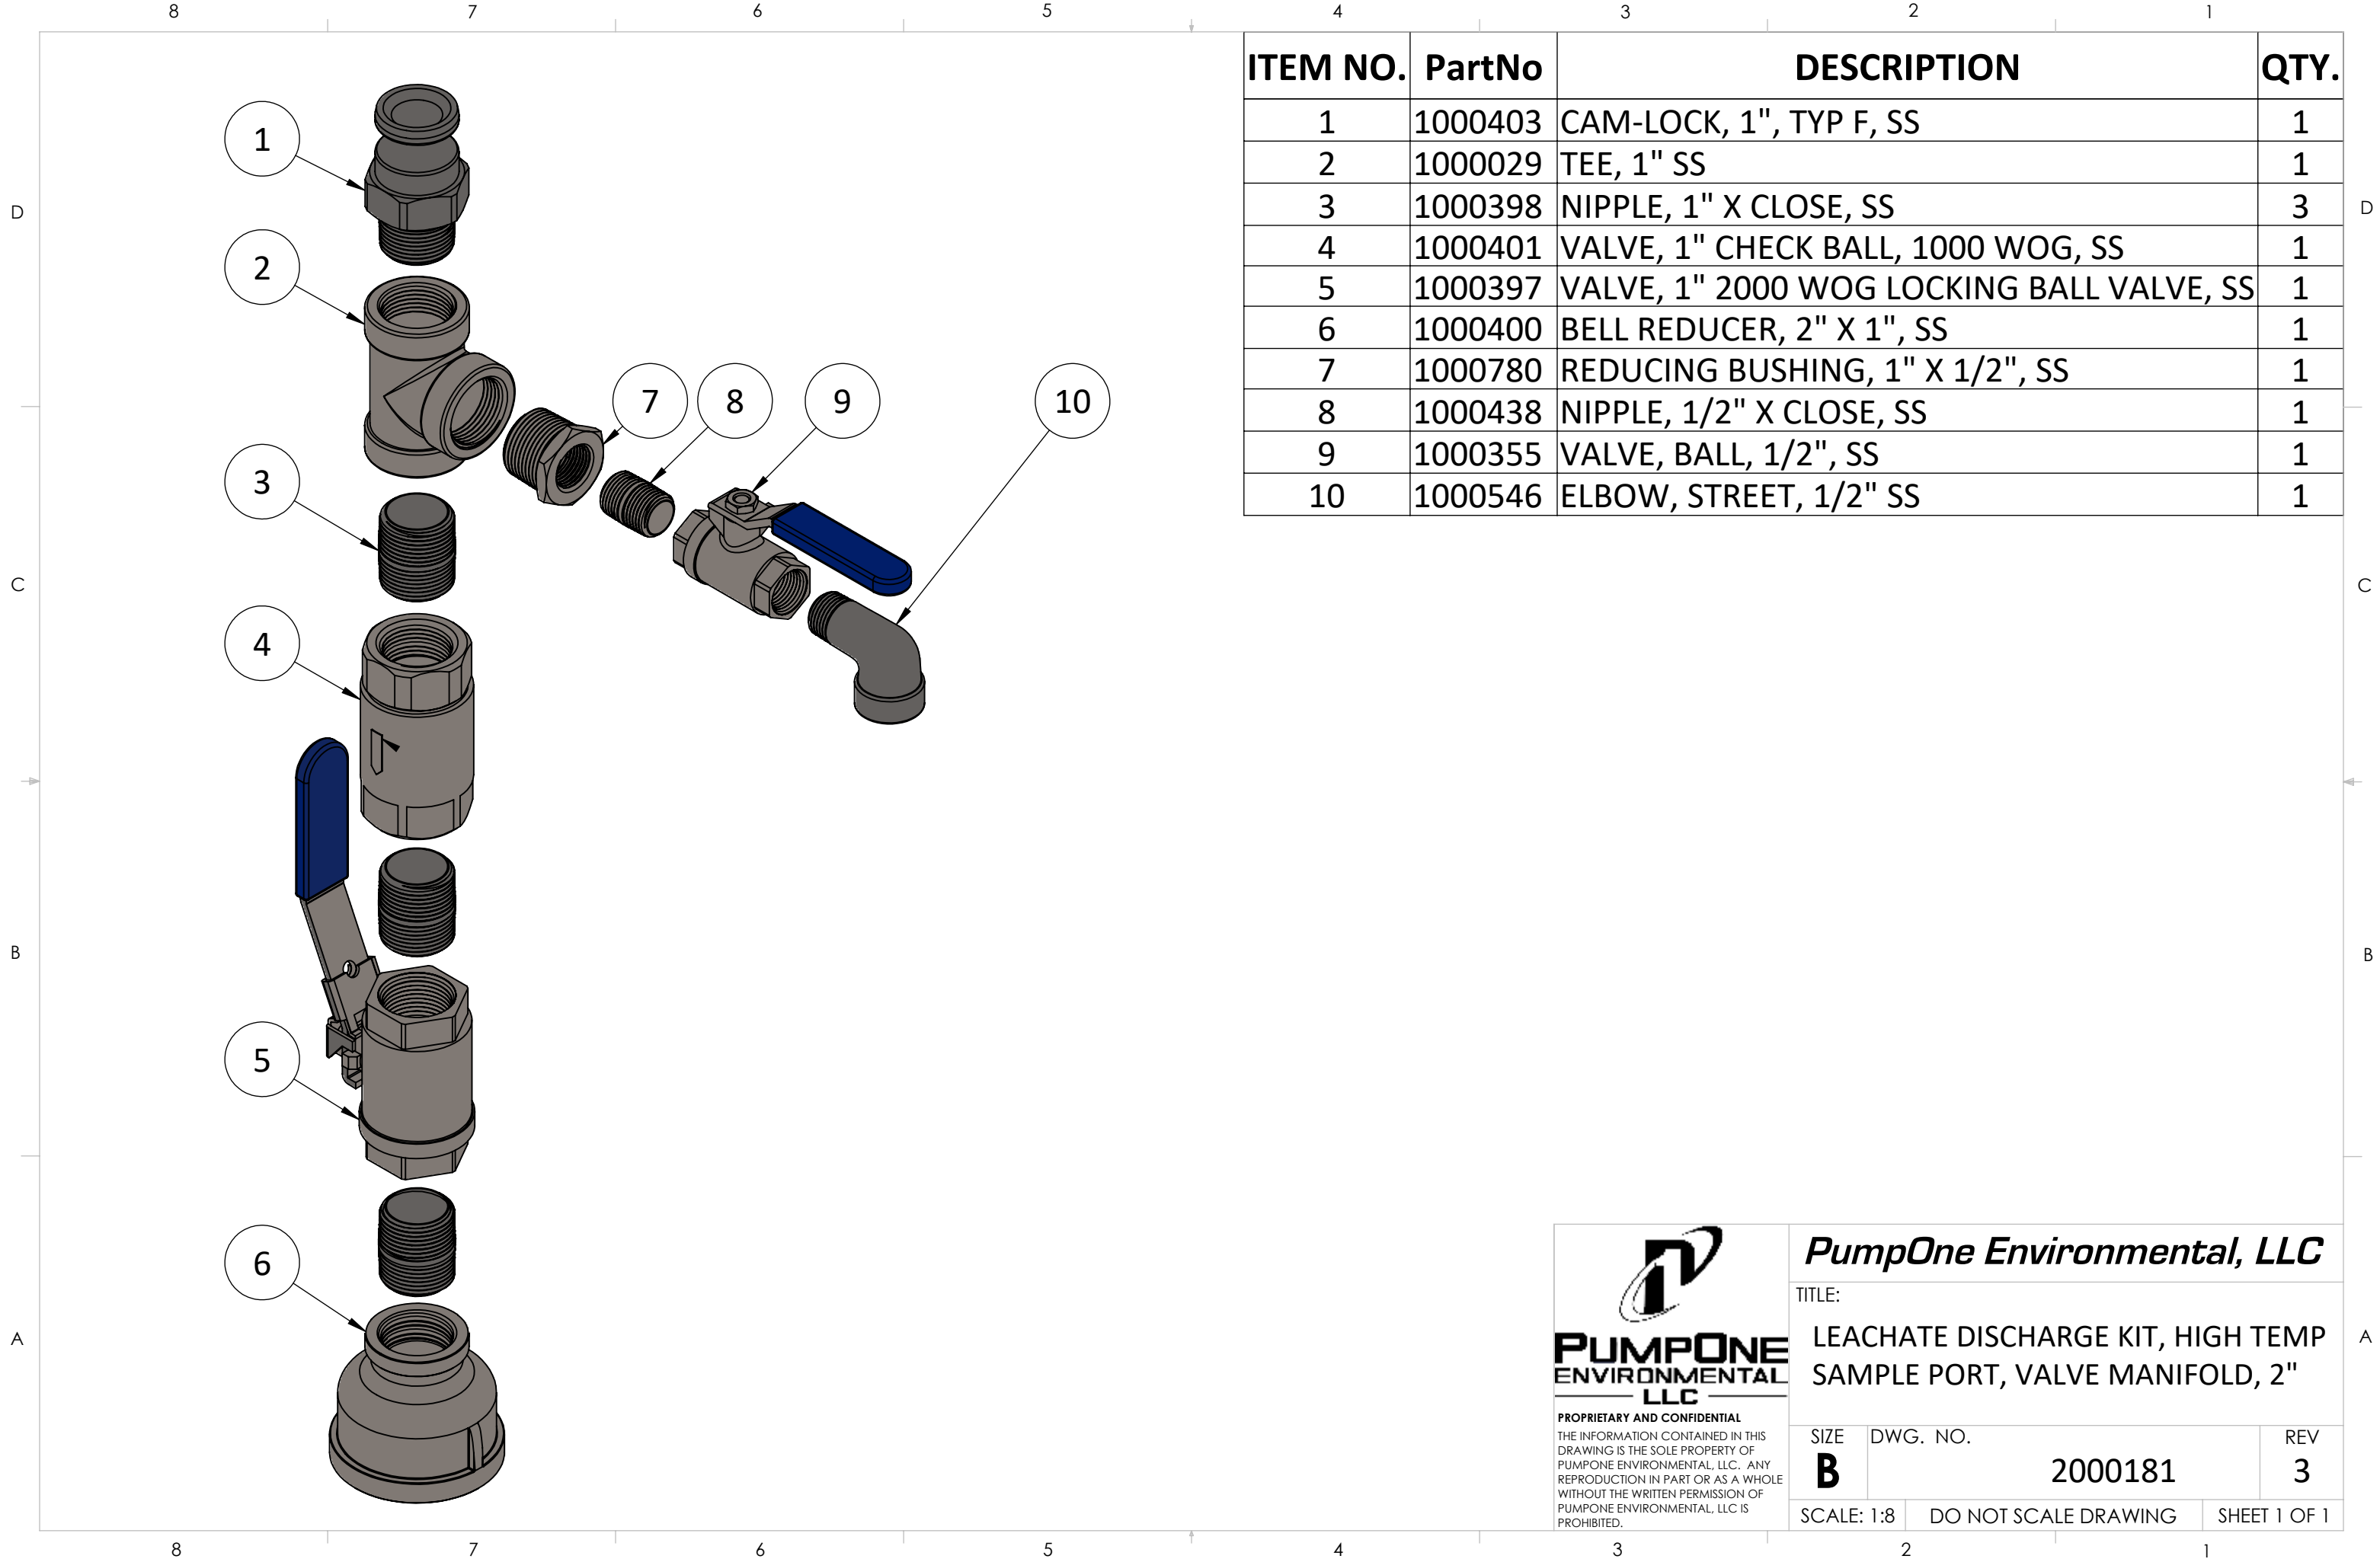 8 7 6 5 4 3 2 1
ITEM NO. PartNo DESCRIPTION QTY.
1 1000403 CAM-LOCK, 1", TYP F, SS 1
2 1000029 TEE, 1" SS 1
3 1000398 NIPPLE, 1" X CLOSE, SS 3
4 1000401 VALVE, 1" CHECK BALL, 1000 WOG, SS 1
5 1000397 VALVE, 1" 2000 WOG LOCKING BALL VALVE, SS 1
6 1000400 BELL REDUCER, 2" X 1", SS 1
7 1000780 REDUCING BUSHING, 1" X 1/2", SS 1
8 1000438 NIPPLE, 1/2" X CLOSE, SS 1
9 1000355 VALVE, BALL, 1/2", SS 1
10 1000546 ELBOW, STREET, 1/2" SS 1
1
D D
2
7 8 9 10
3
C C
4
B B
5
6
A A
PUMPONE
ENVIRONMENTAL
LLC
PROPRIETARY AND CONFIDENTIAL
THE INFORMATION CONTAINED IN THIS
DRAWING IS THE SOLE PROPERTY OF
PUMPONE ENVIRONMENTAL, LLC. ANY
REPRODUCTION IN PART OR AS A WHOLE
WITHOUT THE WRITTEN PERMISSION OF
PUMPONE ENVIRONMENTAL, LLC IS
PROHIBITED.
PumpOne Environmental, LLC
TITLE:
LEACHATE DISCHARGE KIT, HIGH TEMP
SAMPLE PORT, VALVE MANIFOLD, 2"
SIZE DWG. NO. REV
B 2000181 3
SCALE: 1:8 DO NOT SCALE DRAWING SHEET 1 OF 1
8 7 6 5 4 3 2 1